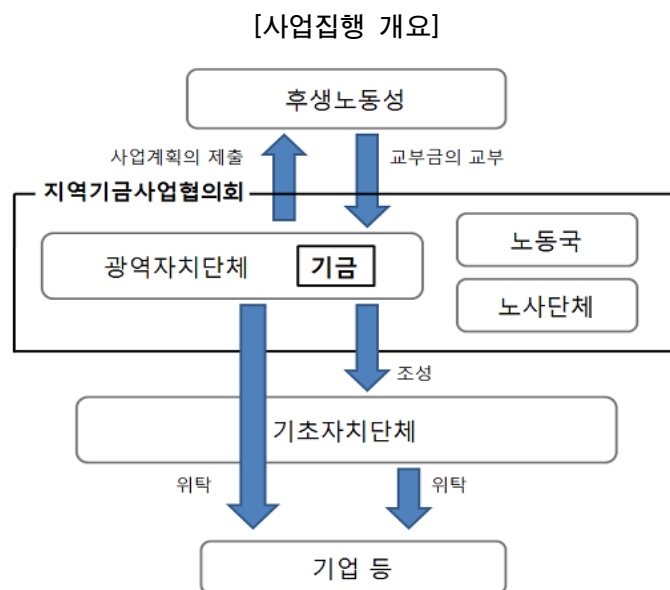 [사업집행 개요]
후생노동성
사업계획의 제출
교부금의 교부
지역기금사업협의회
광역자치단체
기금
노동국
노사단체
조성
기초자치단체
위탁
위탁
기업 등